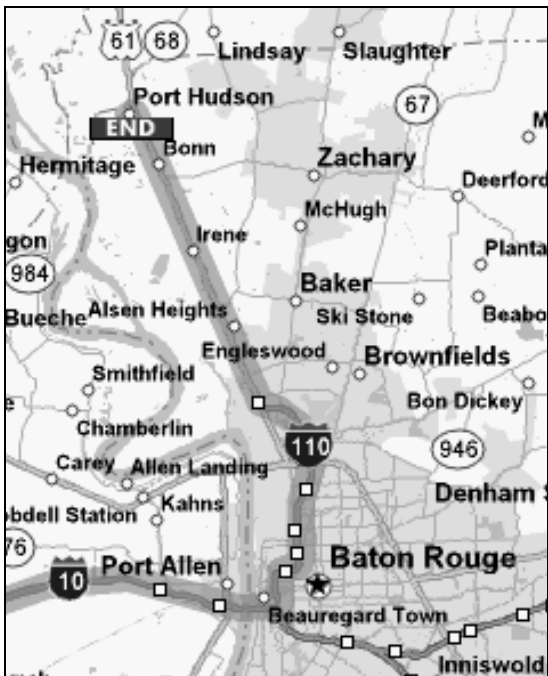 61
68
Lindsay
Slaughter
Port Hudson
END
67
Bonn
Zachary
Hermitage
Deerford
McHugh
Irene
gon
Planta
984
Baker
Bueche
Alsen Heights
Ski Stone
Beabo
Engleswood
Brownfields
Smithfield
Bon Dickey
Chamberlin
110
946
Carey
Allen Landing
Denham S
Kahns
obdell Station
76
Port Allen
Baton Rouge
10
Beauregard Town
Inniswold